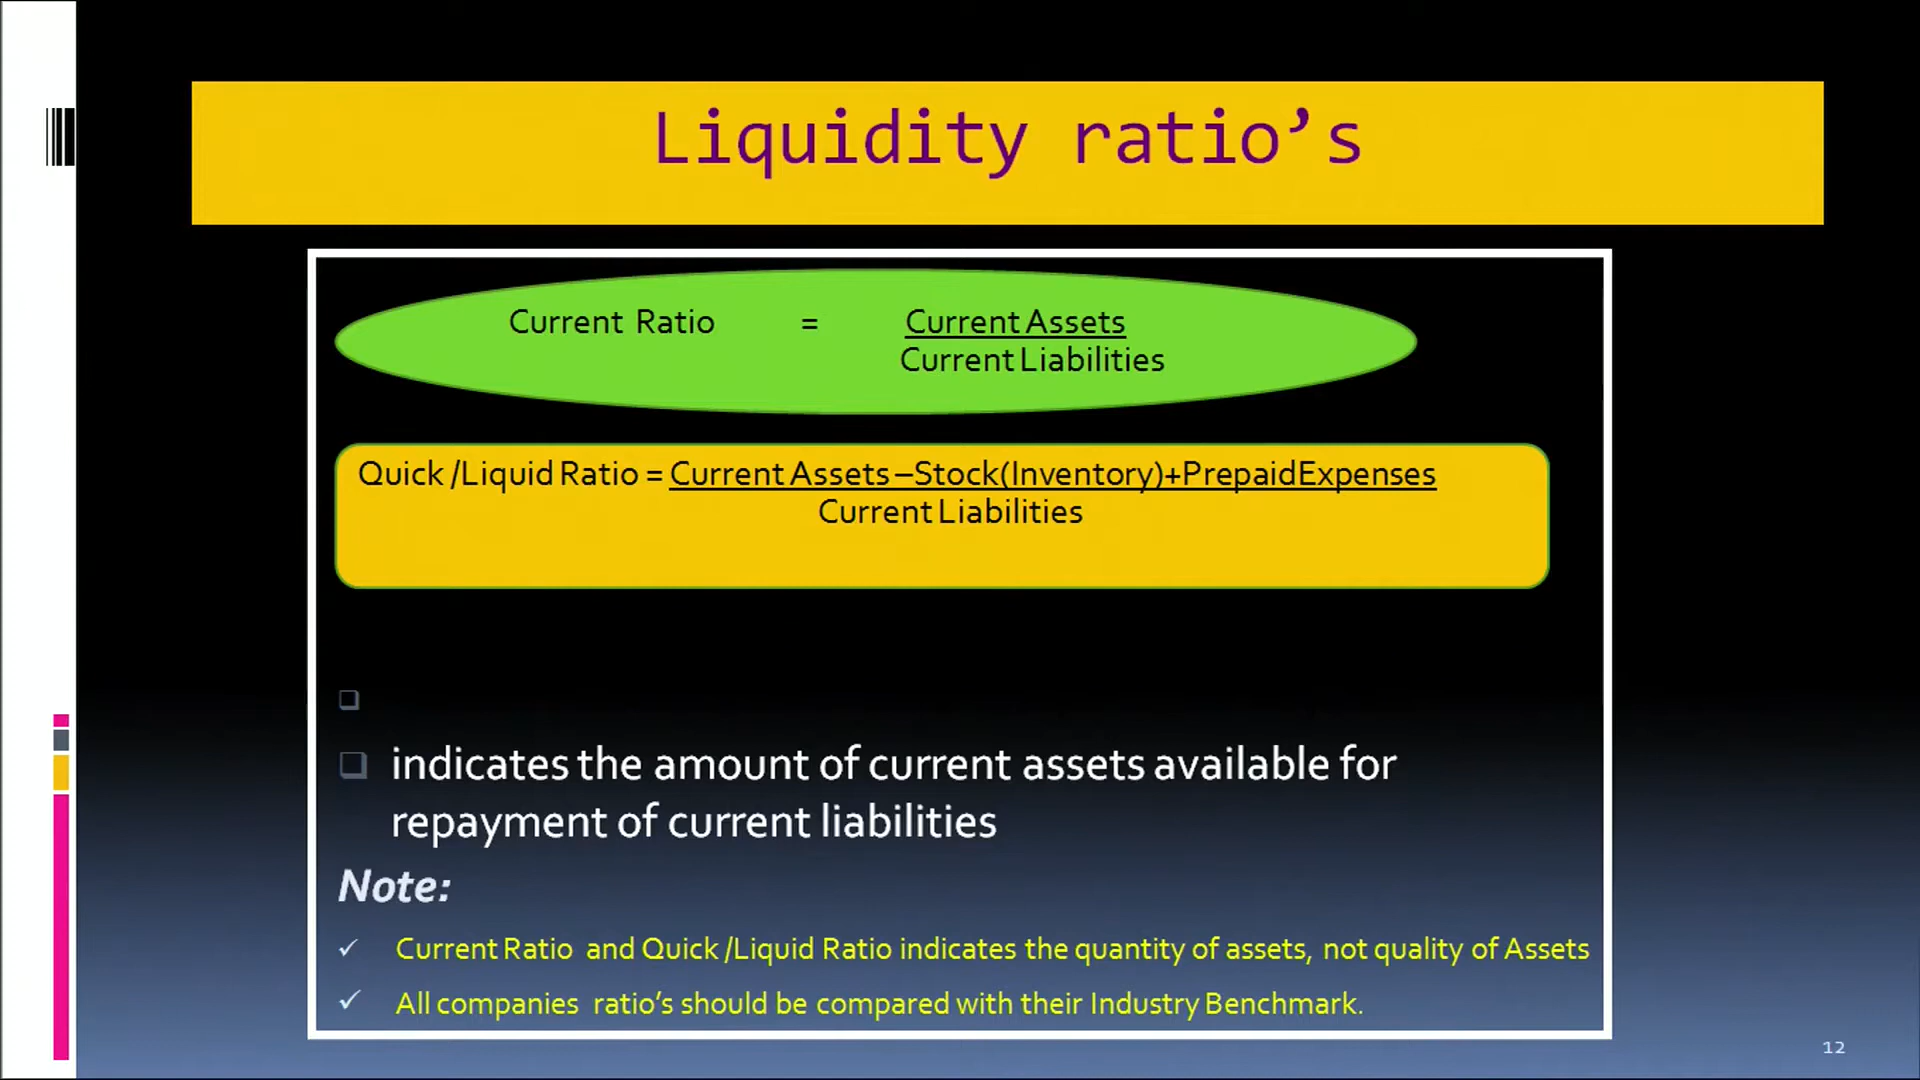 Liquidity ratio’s
Current Ratio = Current Assets
Current Liabilities
Quick /Liquid Ratio = Current Assets –Stock(Inventory)+PrepaidExpenses
Current Liabilities
indicates the amount of current assets available for
repayment of current liabilities
Note:
Current Ratio and Quick /Liquid Ratio indicates the quantity of assets, not quality of Assets
All companies ratio’s should be compared with their Industry Benchmark.
12